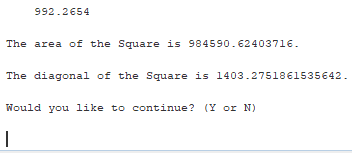 992.2654
The area of the Square is 984590.62403716.
The diagonal of the Square is 1403.2751861535642.
Would you like to continue? (Y or N)